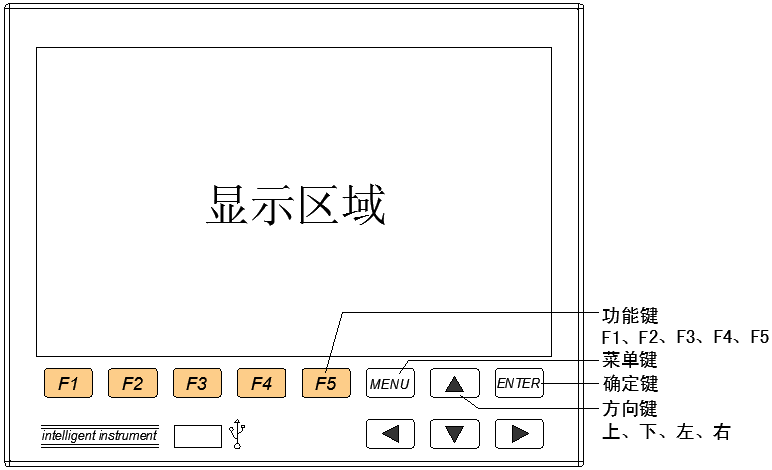 显示区域
功能键
F1、F2、F3、F4、F5
菜单键
F1 F2 F3 F4 F5 MENU ENTER
确定键
方向键
上、下、左、右
intelligent instrument